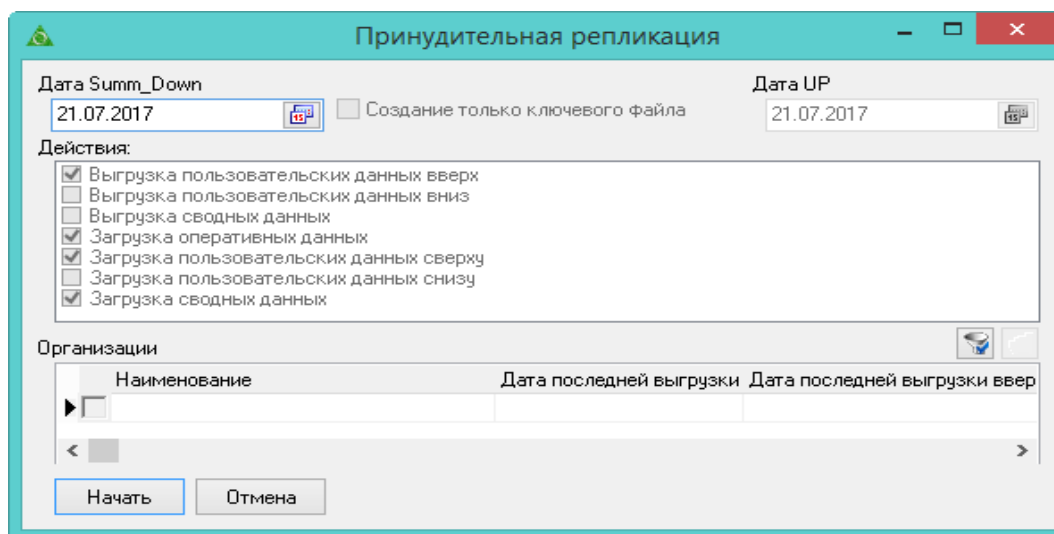 Принудительная репликация
Дата Summ_Down
Дата UP
21.07.2017
Создание только ключевого файла
21.07.2017
Действия:
Выгрузка пользовательских данных вверх
Выгрузка пользовательских данных вниз
Выгрузка сводных данных
Загрузка оперативных данных
Загрузка пользовательских данных сверху
Загрузка пользовательских данных снизу
Загрузка сводных данных
Организации
Наименование Дата последней выгрузки Дата последней выгрузки ввер
Начать Отмена